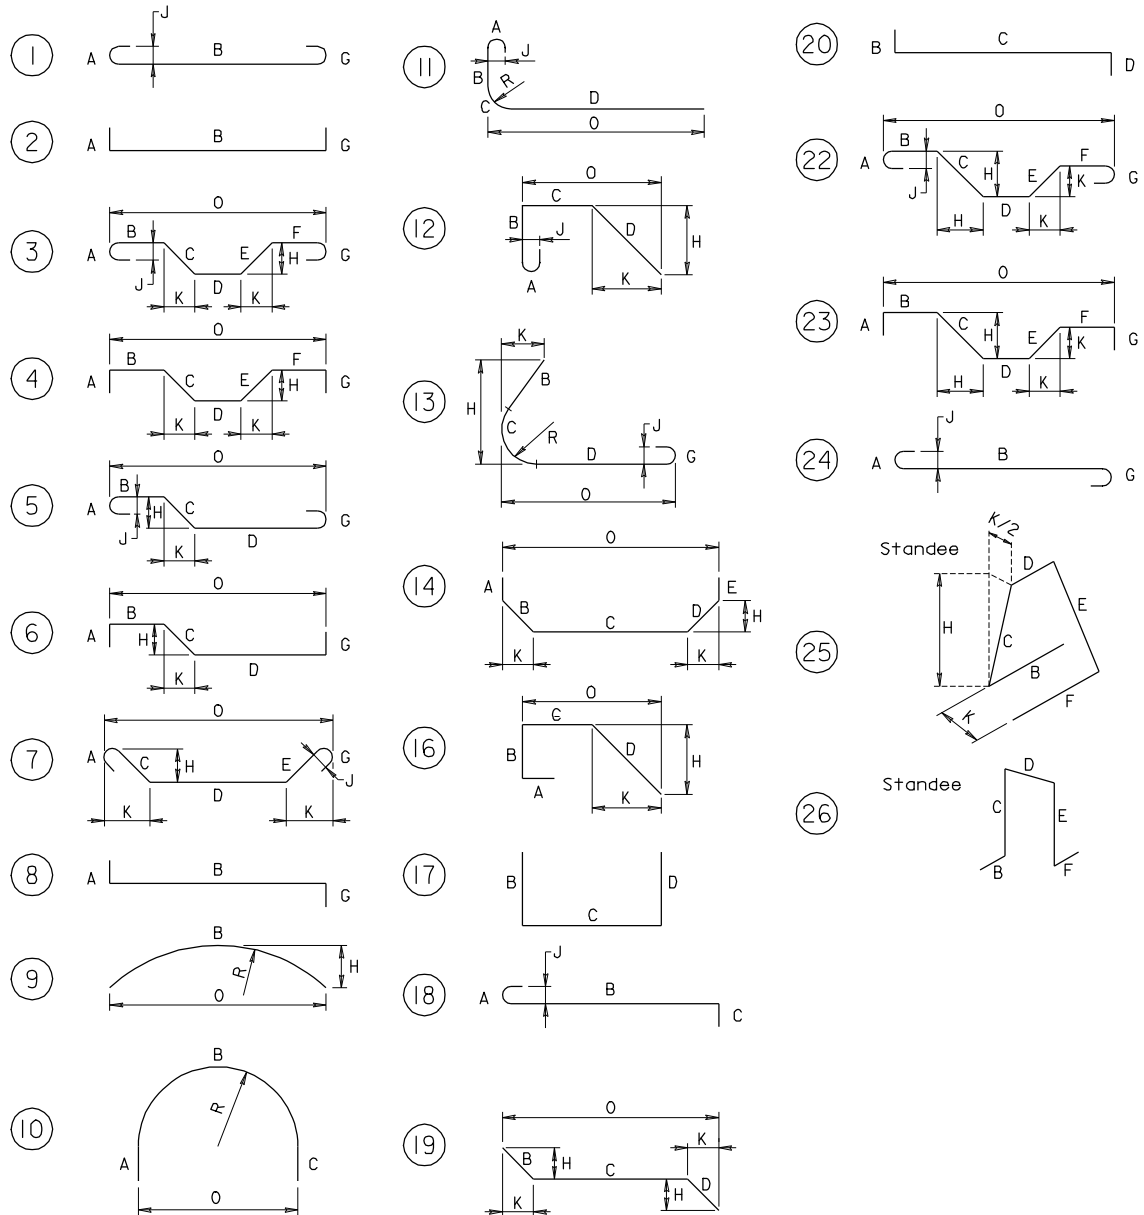 1 A J B G
2 A B G
3 O A B J C K D K E F H G
4 O A B C K D K E F H G
5 O A B J H C K D G
6 O A B H C K D G
7 O A C H K D K E G J
8 A B G
9 B R H O
10 B R A C O
11 A J B R C D O
12 O C B J A D H K
13 K B H C R D J G O
14 O A B C D E H K K
16 O C B A D H K
17 B C D
18 A J B C
19 O B H C K D H K
20 B C D
22 O A B J C H H D E K K F G
23 O A B C H H D E K K F G
24 A J B G
Standee
25 K/2 D E H C B F K
Standee
26 D C E B F